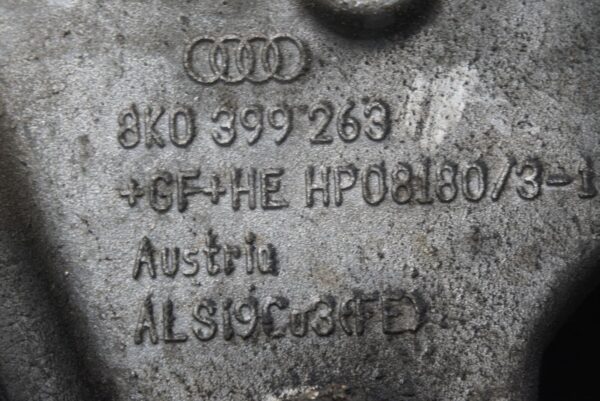 8K0 399 263
+GF+HE HP08180/3-1
Austria
ALSi9Cu3(FE)